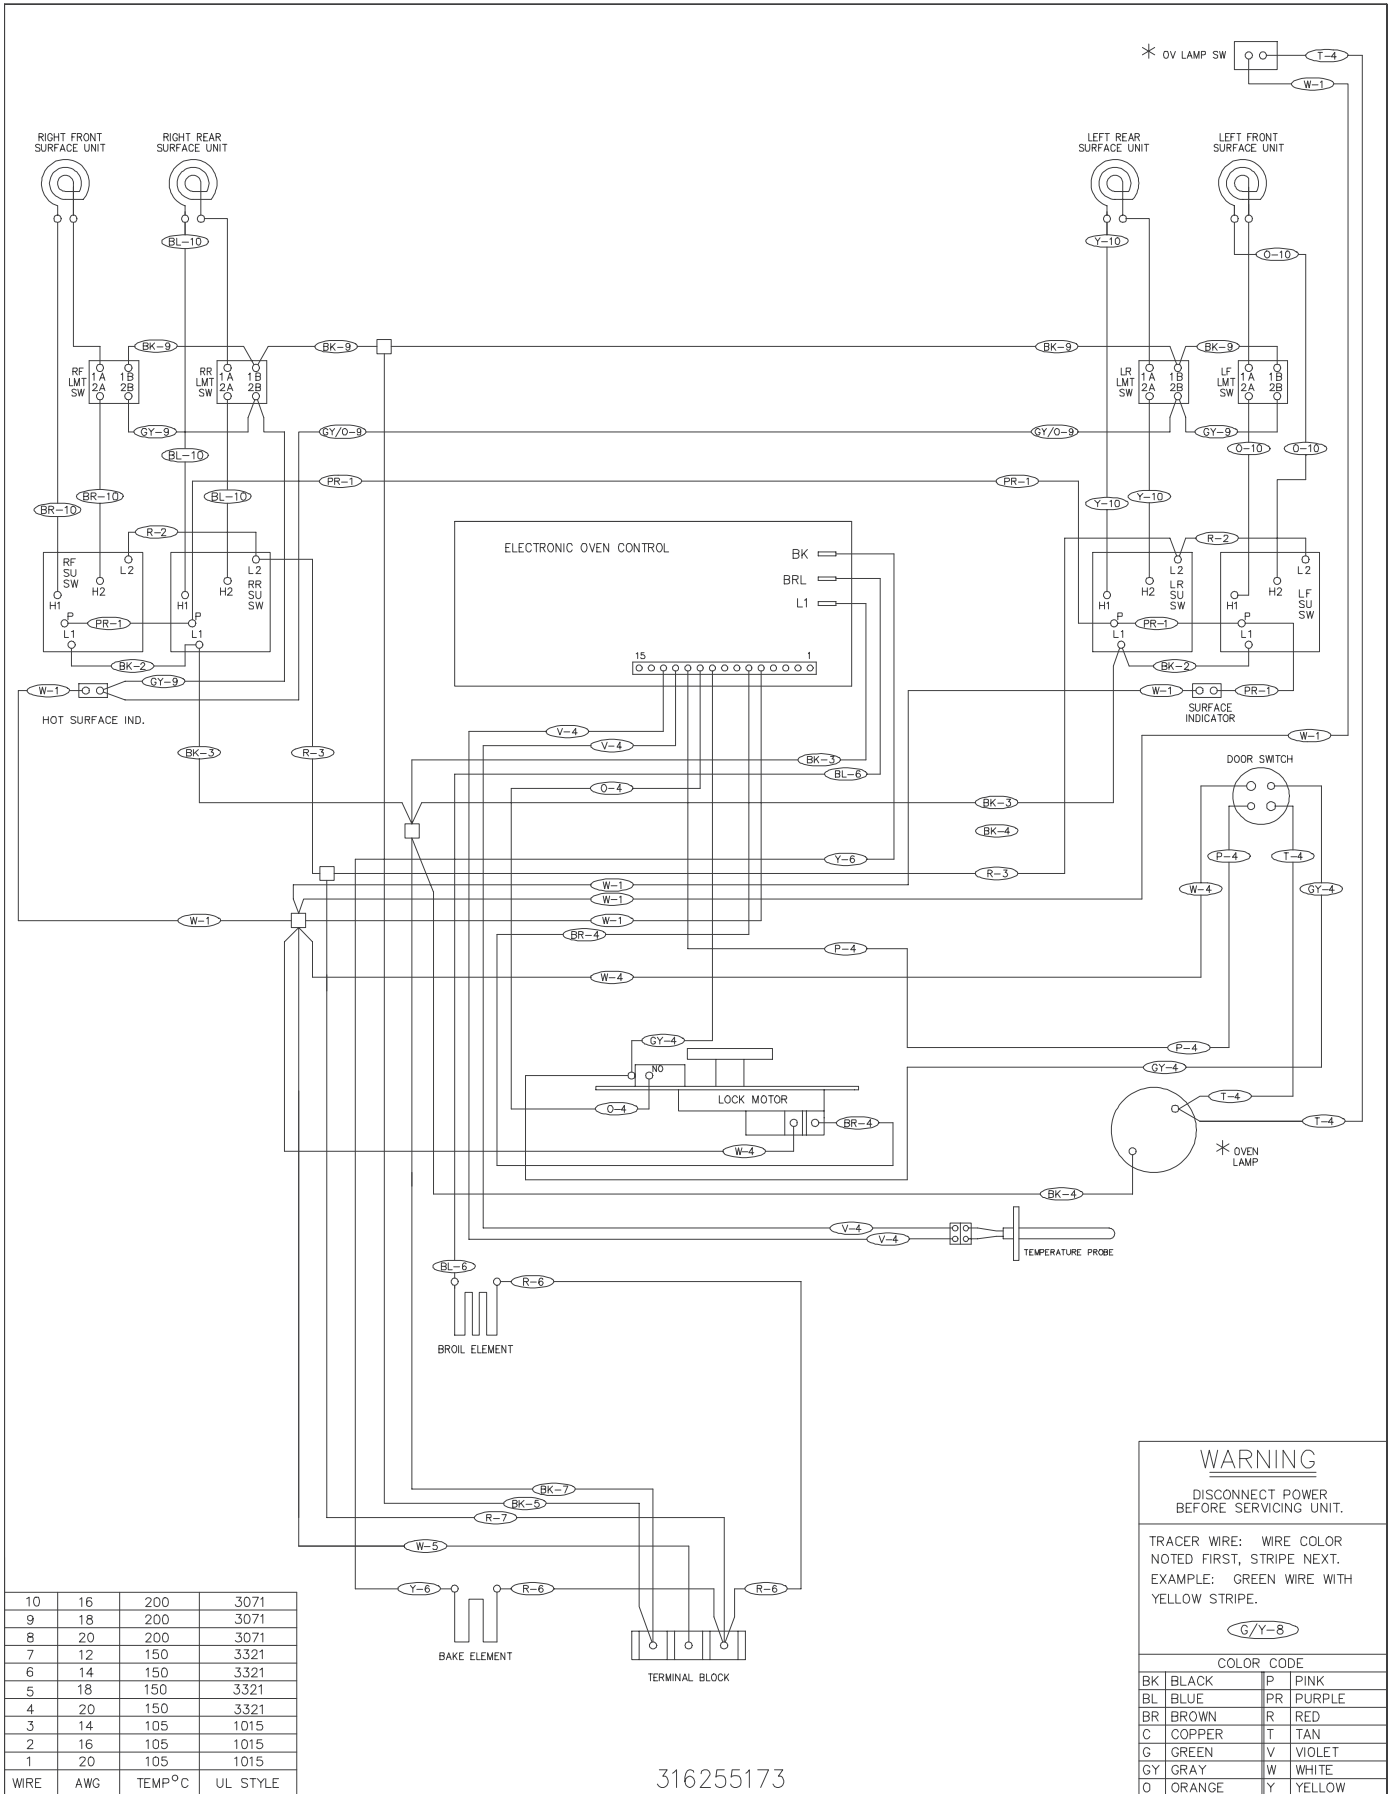 OV LAMP SW
T-4
W-1
RIGHT FRONT
SURFACE UNIT
RIGHT REAR
SURFACE UNIT
LEFT REAR
SURFACE UNIT
LEFT FRONT
SURFACE UNIT
BL-10
Y-10
O-10
BK-9
BK-9
BK-9
BK-9
RF
LMT
SW
1A
2A
1B
2B
RR
LMT
SW
1A
2A
1B
2B
LR
LMT
SW
1A
2A
1B
2B
LF
LMT
SW
1A
2A
1B
2B
GY-9
GY/O-9
GY/O-9
GY-9
BL-10
O-10
O-10
PR-1
PR-1
BR-10
BL-10
Y-10
BR-10
Y-10
R-2
R-2
ELECTRONIC OVEN CONTROL
BK
BRL
L1
15
1
RF
SU
SW
L2
H1
H2
P
L1
PR-1
RR
SU
SW
L2
H1
H2
P
L1
LR
SU
SW
L2
H1
H2
P
L1
PR-1
LF
SU
SW
L2
H1
H2
P
L1
BK-2
BK-2
GY-9
W-1
HOT SURFACE IND.
W-1
PR-1
SURFACE
INDICATOR
V-4
W-1
V-4
BK-3
R-3
BK-3
DOOR SWITCH
BL-6
O-4
BK-3
BK-4
Y-6
P-4
T-4
R-3
W-1
W-4
GY-4
W-1
W-1
W-1
BR-4
P-4
W-4
GY-4
P-4
NO
GY-4
LOCK MOTOR
T-4
O-4
BR-4
T-4
W-4
OVEN
LAMP
BK-4
V-4
V-4
TEMPERATURE PROBE
BL-6
R-6
BROIL ELEMENT
BK-7
BK-5
R-7
W-5
Y-6
R-6
R-6
BAKE ELEMENT
TERMINAL BLOCK
WARNING
DISCONNECT POWER
BEFORE SERVICING UNIT.
TRACER WIRE: WIRE COLOR
NOTED FIRST, STRIPE NEXT.
EXAMPLE: GREEN WIRE WITH
YELLOW STRIPE.
G/Y-8
COLOR CODE
BK BLACK P PINK
BL BLUE PR PURPLE
BR BROWN R RED
C COPPER T TAN
G GREEN V VIOLET
GY GRAY W WHITE
O ORANGE Y YELLOW
10 16 200 3071
9 18 200 3071
8 20 200 3071
7 12 150 3321
6 14 150 3321
5 18 150 3321
4 20 150 3321
3 14 105 1015
2 16 105 1015
1 20 105 1015
WIRE AWG TEMP°C UL STYLE
316255173